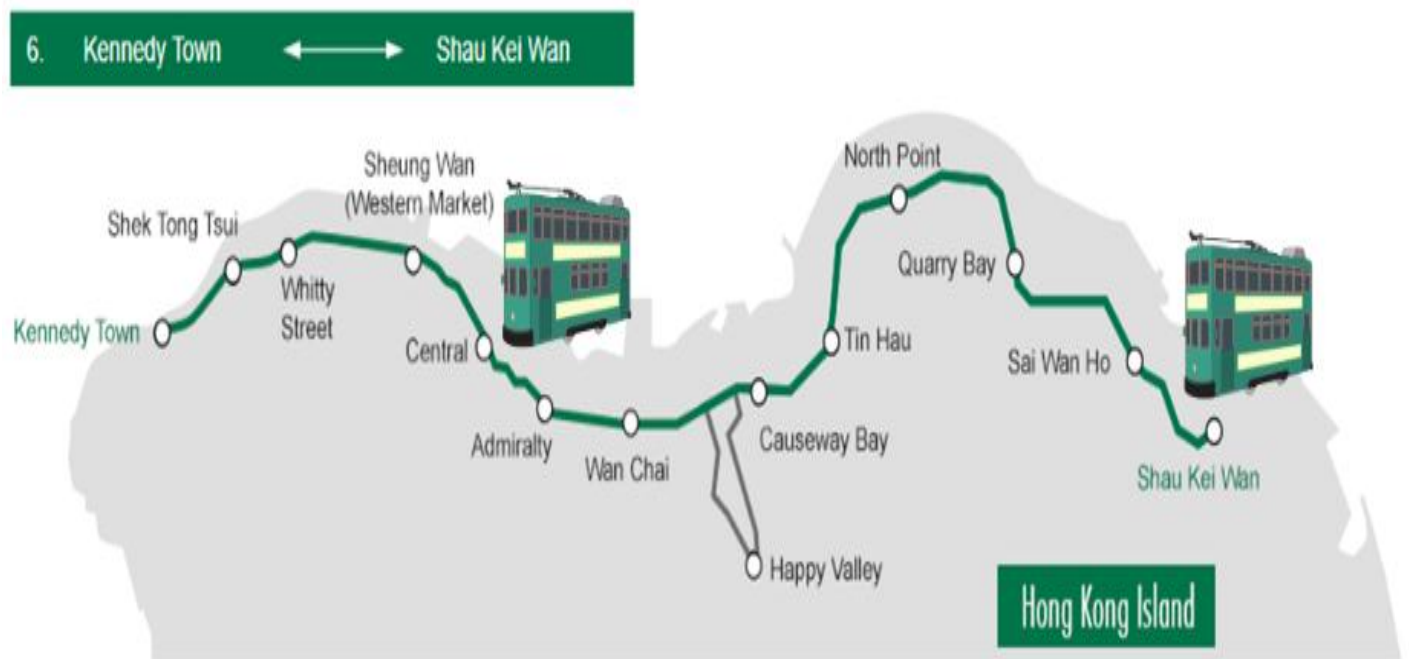 6. Kennedy Town Shau Kei Wan
Sheung Wan
(Western Market)
North Point
Shek Tong Tsui
Whitty
Street
Quarry Bay
Kennedy Town
Central
Tin Hau
Sai Wan Ho
Admiralty
Wan Chai
Causeway Bay
Shau Kei Wan
Happy Valley
Hong Kong Island